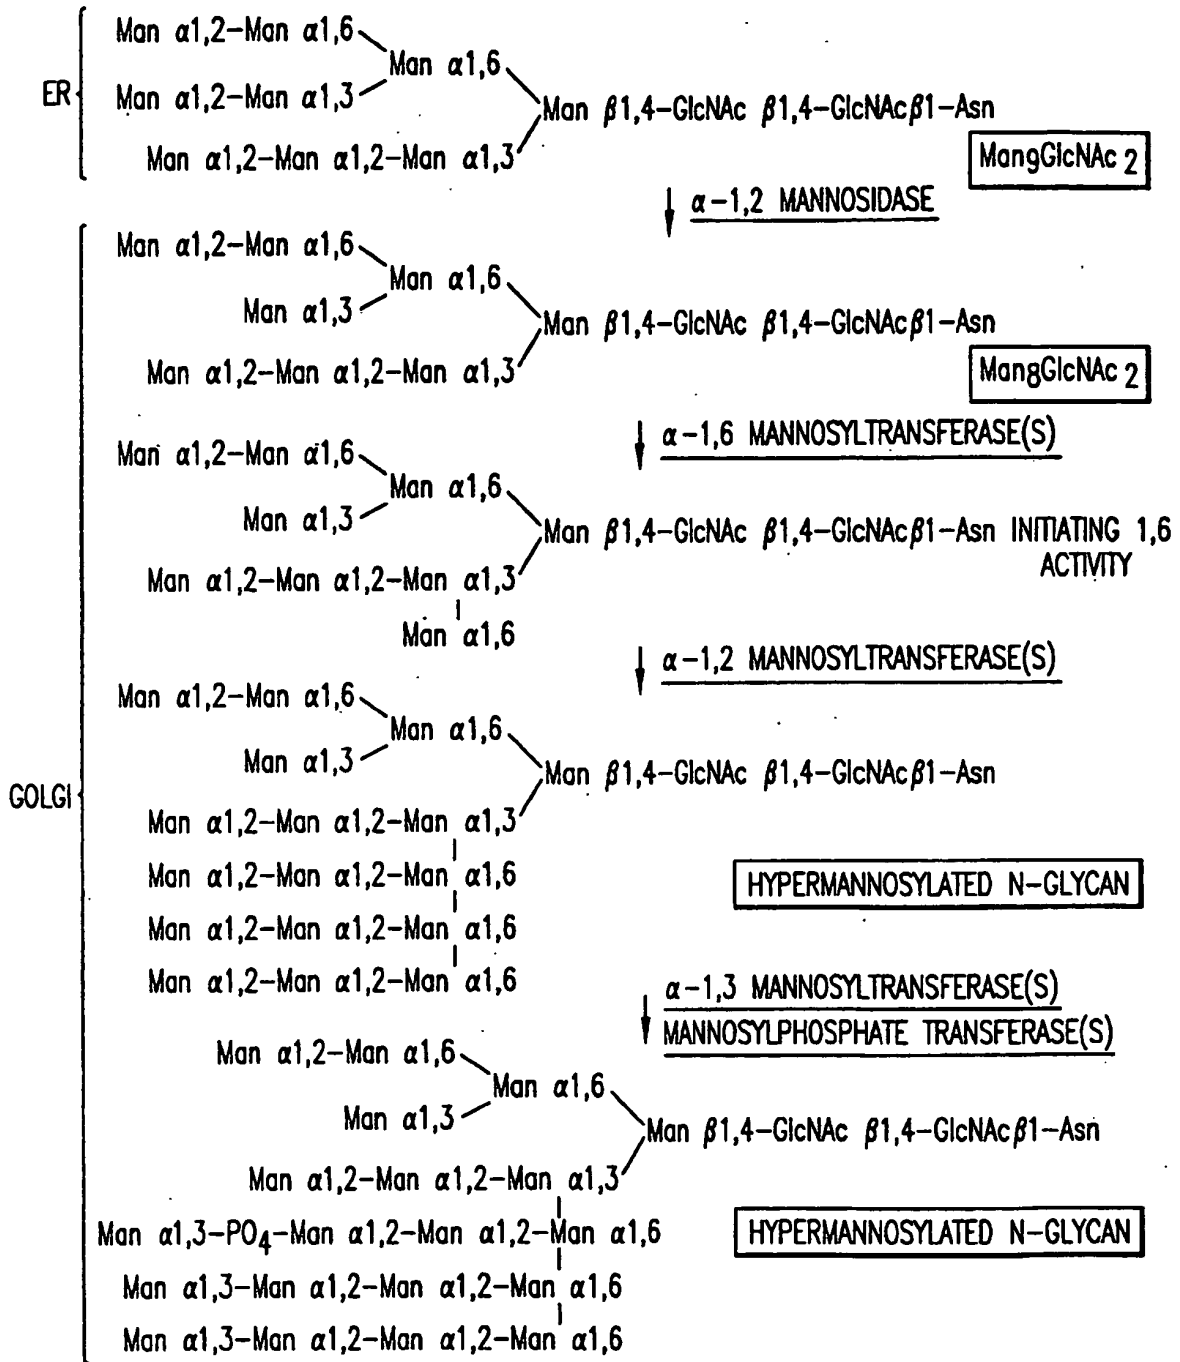 ER
Man α1,2–Man α1,6
Man α1,6
Man α1,2–Man α1,3
Man β1,4–GlcNAc β1,4–GlcNAcβ1–Asn
Man α1,2–Man α1,2–Man α1,3
Man9GlcNAc 2
α–1,2 MANNOSIDASE
GOLGI
Man α1,2–Man α1,6
Man α1,6
Man α1,3
Man β1,4–GlcNAc β1,4–GlcNAcβ1–Asn
Man α1,2–Man α1,2–Man α1,3
Man8GlcNAc 2
α–1,6 MANNOSYLTRANSFERASE(S)
Man α1,2–Man α1,6
Man α1,6
Man α1,3
Man β1,4–GlcNAc β1,4–GlcNAcβ1–Asn INITIATING 1,6
ACTIVITY
Man α1,2–Man α1,2–Man α1,3
Man α1,6
α–1,2 MANNOSYLTRANSFERASE(S)
Man α1,2–Man α1,6
Man α1,6
Man α1,3
Man β1,4–GlcNAc β1,4–GlcNAcβ1–Asn
Man α1,2–Man α1,2–Man α1,3
Man α1,2–Man α1,2–Man α1,6
HYPERMANNOSYLATED N–GLYCAN
Man α1,2–Man α1,2–Man α1,6
Man α1,2–Man α1,2–Man α1,6
α–1,3 MANNOSYLTRANSFERASE(S)
MANNOSYLPHOSPHATE TRANSFERASE(S)
Man α1,2–Man α1,6
Man α1,6
Man α1,3
Man β1,4–GlcNAc β1,4–GlcNAcβ1–Asn
Man α1,2–Man α1,2–Man α1,3
Man α1,3–PO4–Man α1,2–Man α1,2–Man α1,6
HYPERMANNOSYLATED N–GLYCAN
Man α1,3–Man α1,2–Man α1,2–Man α1,6
Man α1,3–Man α1,2–Man α1,2–Man α1,6